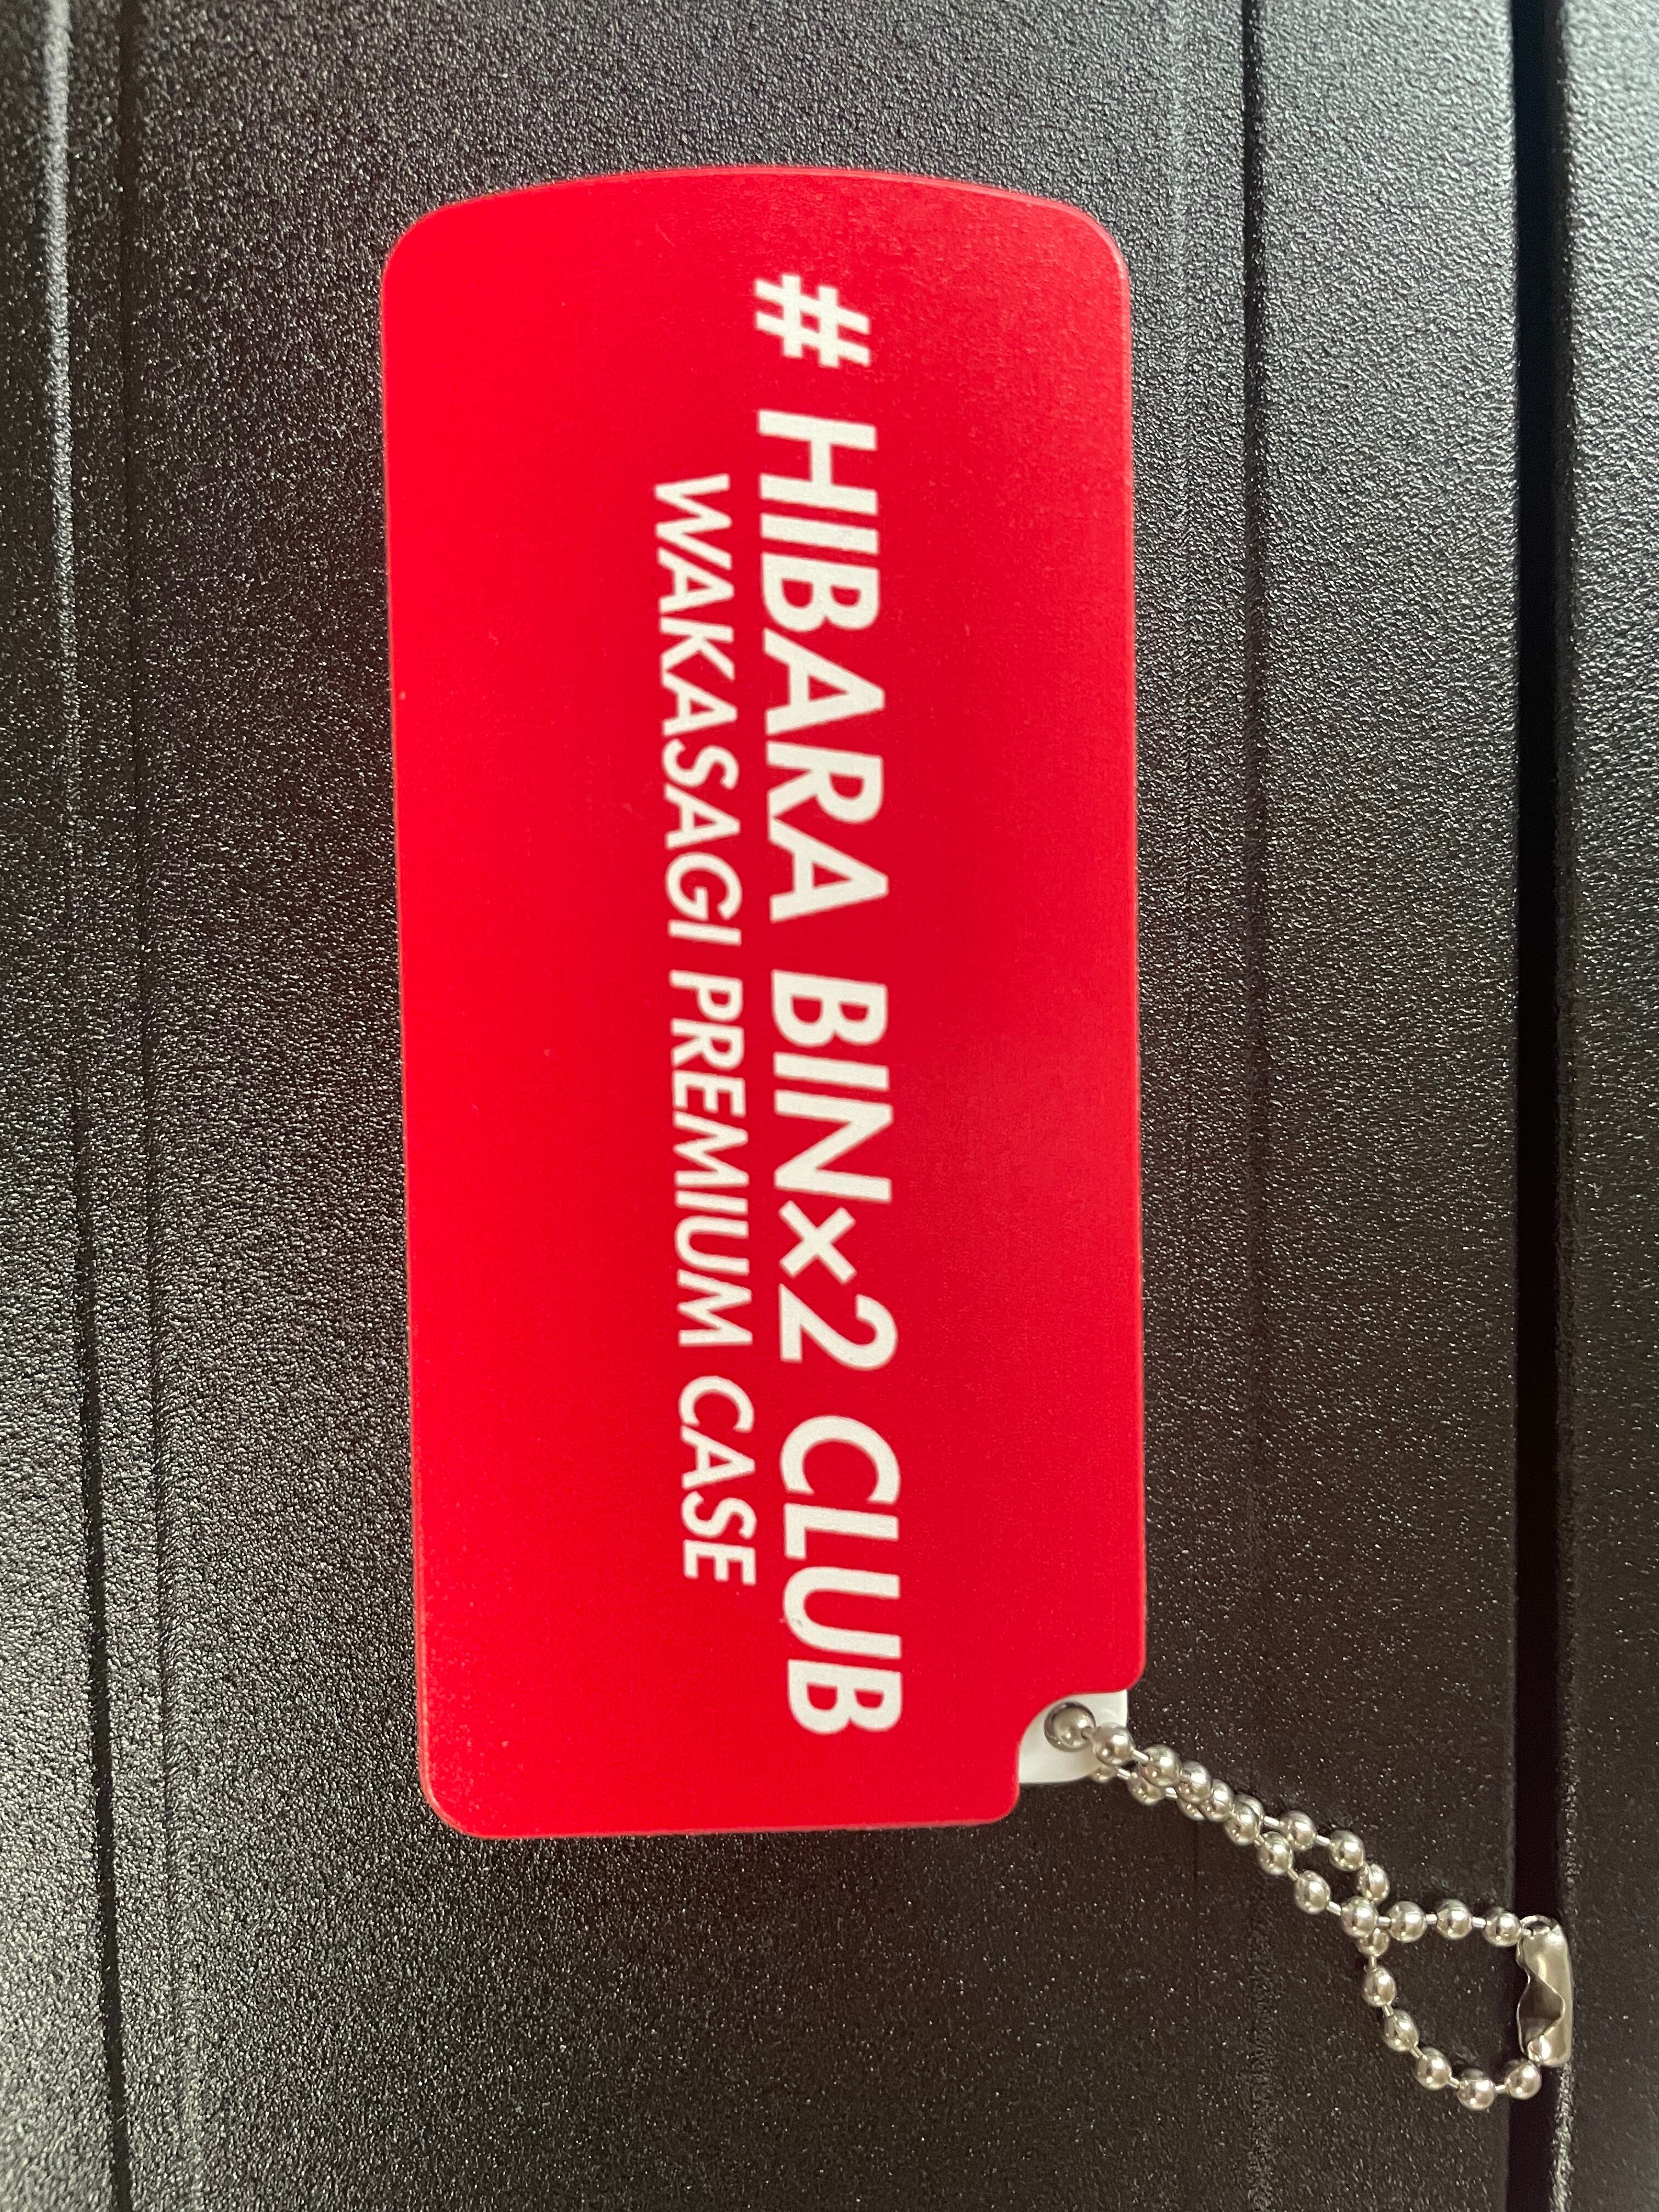 # HIBARA BIN×2 CLUB
WAKASAGI PREMIUM CASE